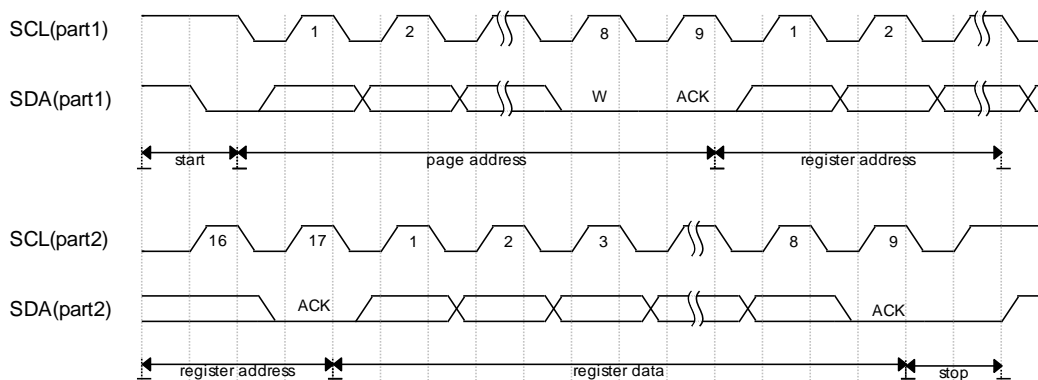 SCL(part1) 1 2 8 9 1 2
SDA(part1) W ACK
start page address register address
SCL(part2) 16 17 1 2 3 8 9
SDA(part2) ACK ACK
register address register data stop